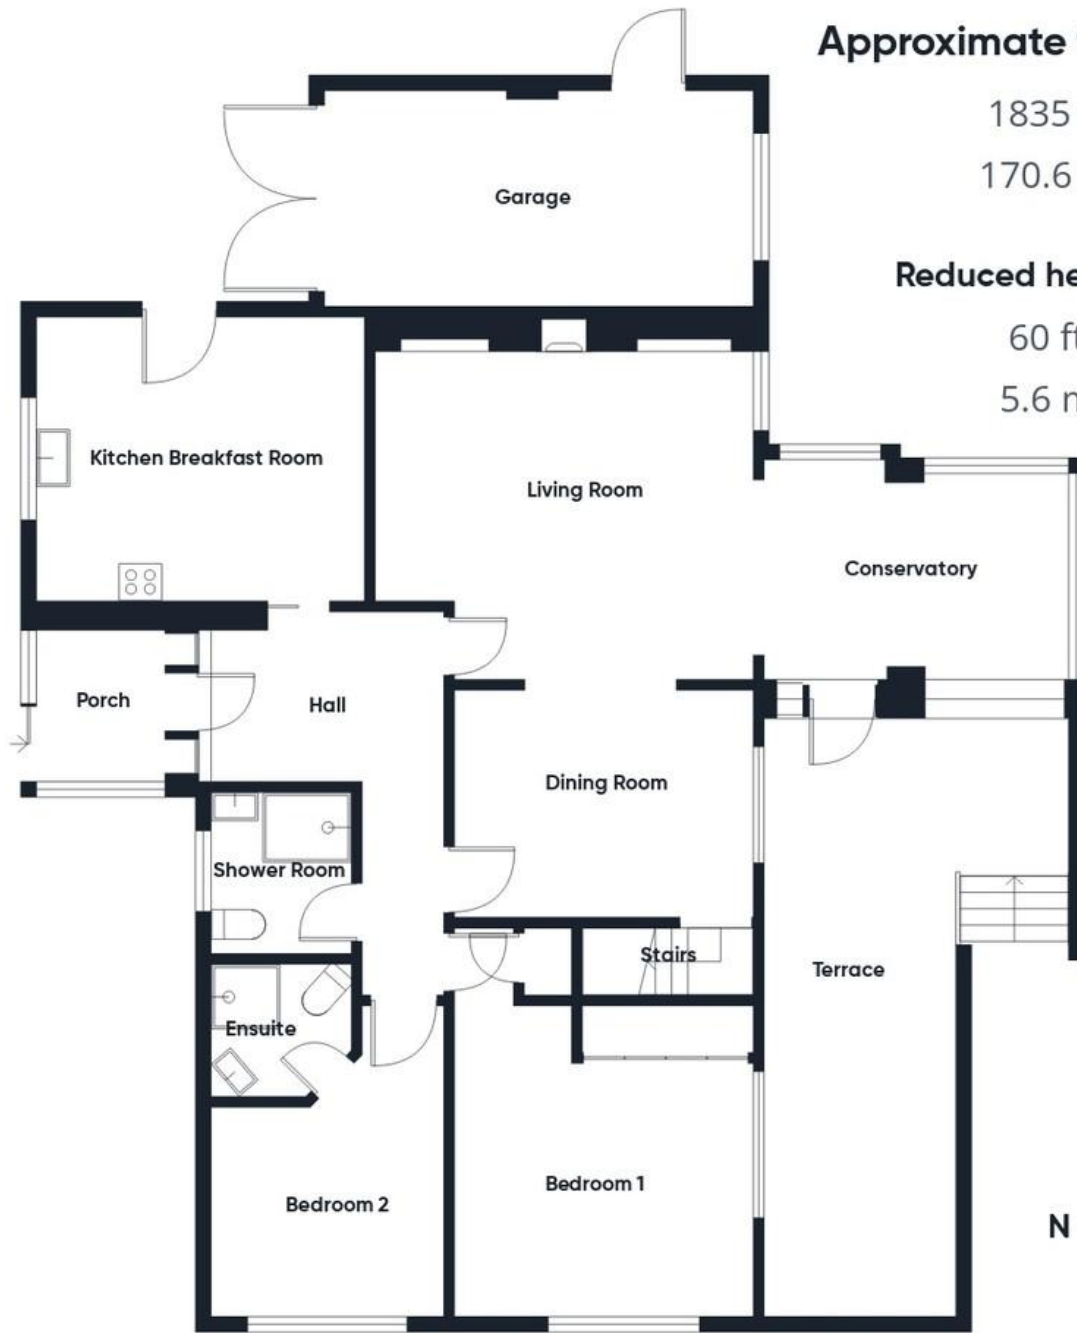 Approximate
1835
170.6
Garage
Reduced he
60 ft
5.6 m
Kitchen Breakfast Room
Living Room
Conservatory
Porch
Hall
Dining Room
Shower Room
Stairs
Terrace
Ensuite
Bedroom 1
Bedroom 2
N